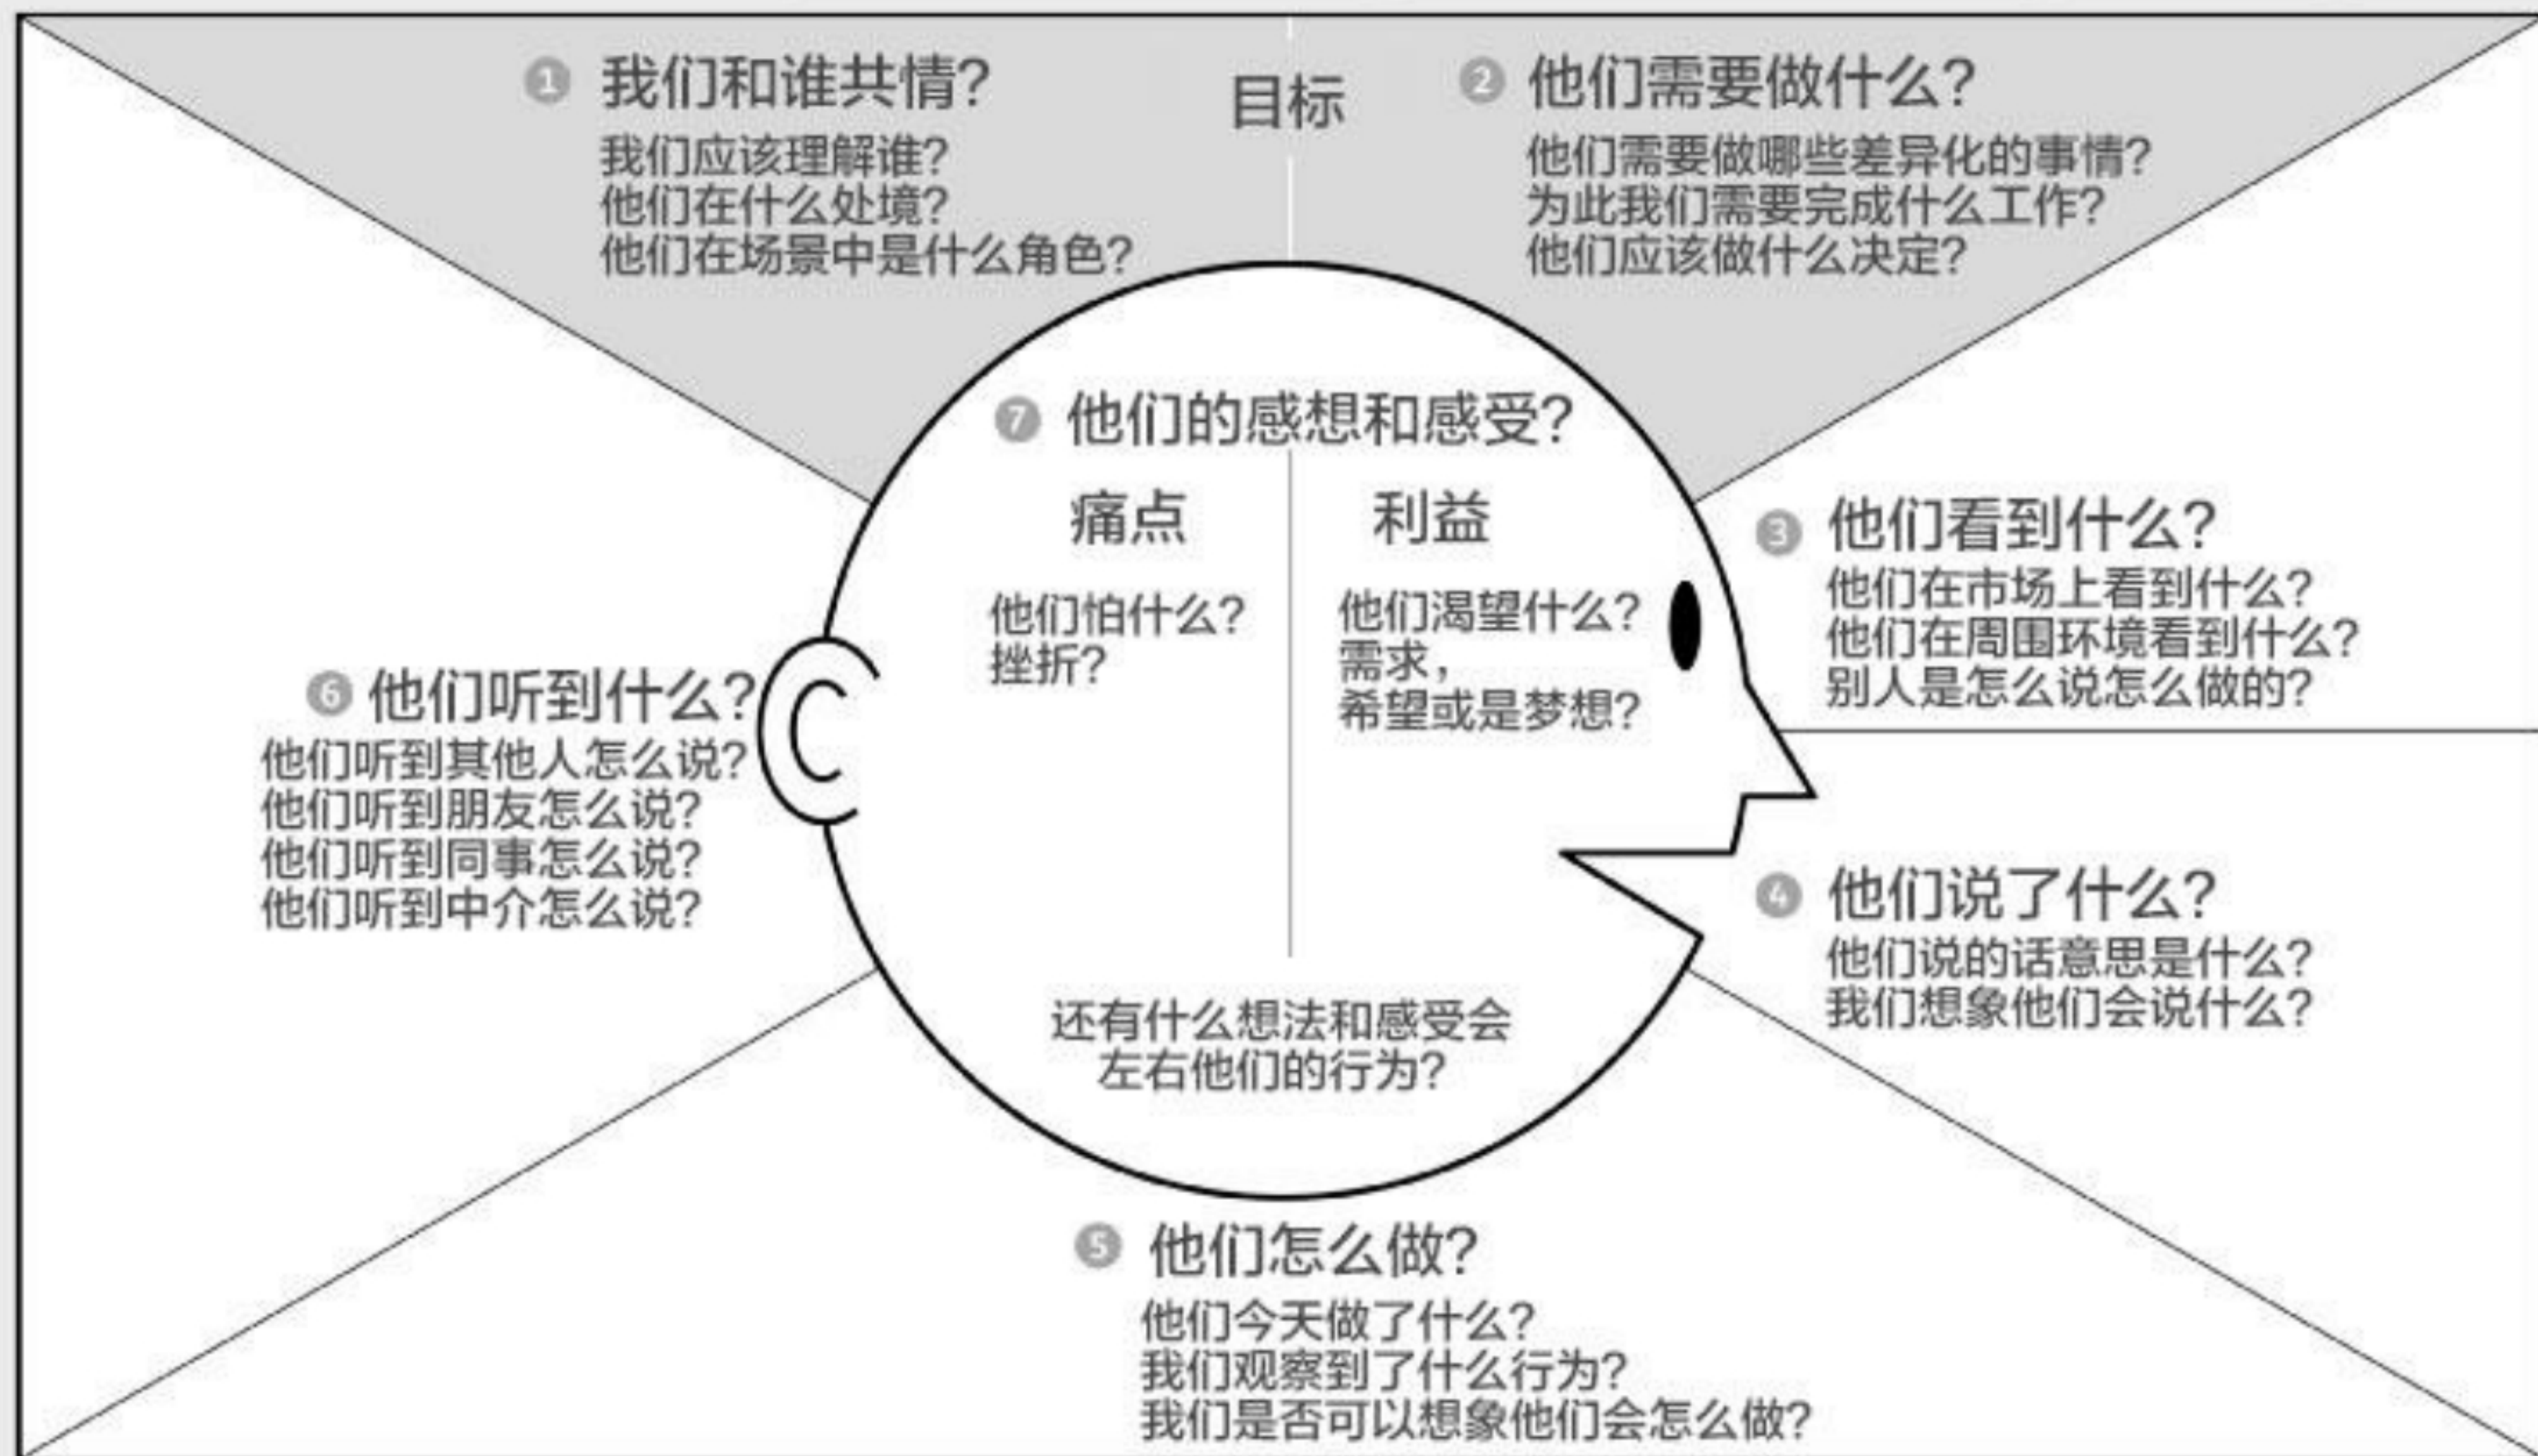 1 我们和谁共情?
我们应该理解谁?
他们在什么处境?
他们在场景中是什么角色?
目标
2 他们需要做什么?
他们需要做哪些差异化的事情?
为此我们需要完成什么工作?
他们应该做什么决定?
3 他们看到什么?
他们在市场上看到什么?
他们在周围环境看到什么?
别人是怎么说怎么做的?
4 他们说了什么?
他们说的话意思是什么?
我们想象他们会说什么?
5 他们怎么做?
他们今天做了什么?
我们观察到了什么行为?
我们是否可以想象他们会怎么做?
6 他们听到什么?
他们听到其他人怎么说?
他们听到朋友怎么说?
他们听到同事怎么说?
他们听到中介怎么说?
7 他们的感想和感受?
痛点
他们怕什么?
挫折?
利益
他们渴望什么?
需求,
希望或是梦想?
还有什么想法和感受会
左右他们的行为?